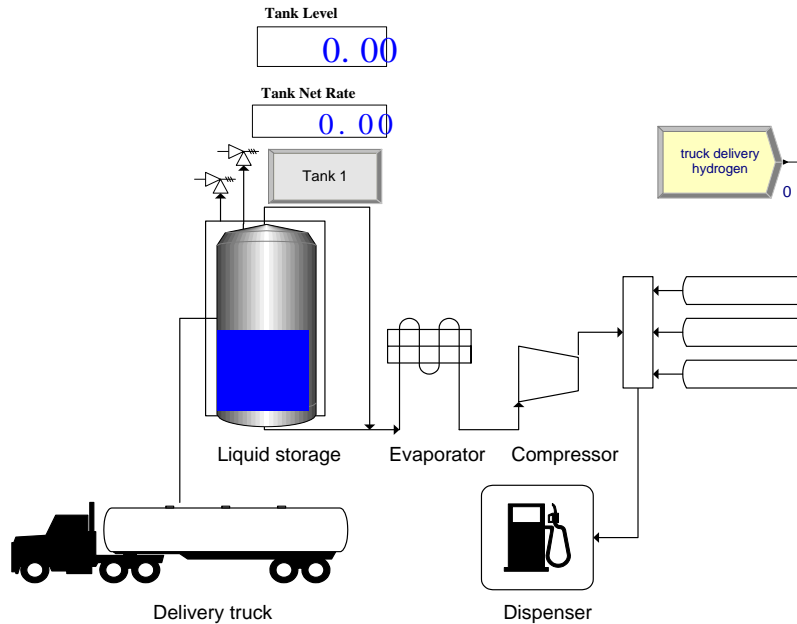 Tank Level
0. 00
Tank Net Rate
0. 00
Tank 1
truck delivery
hydrogen
0
Liquid storage
Evaporator
Compressor
Delivery truck
Dispenser